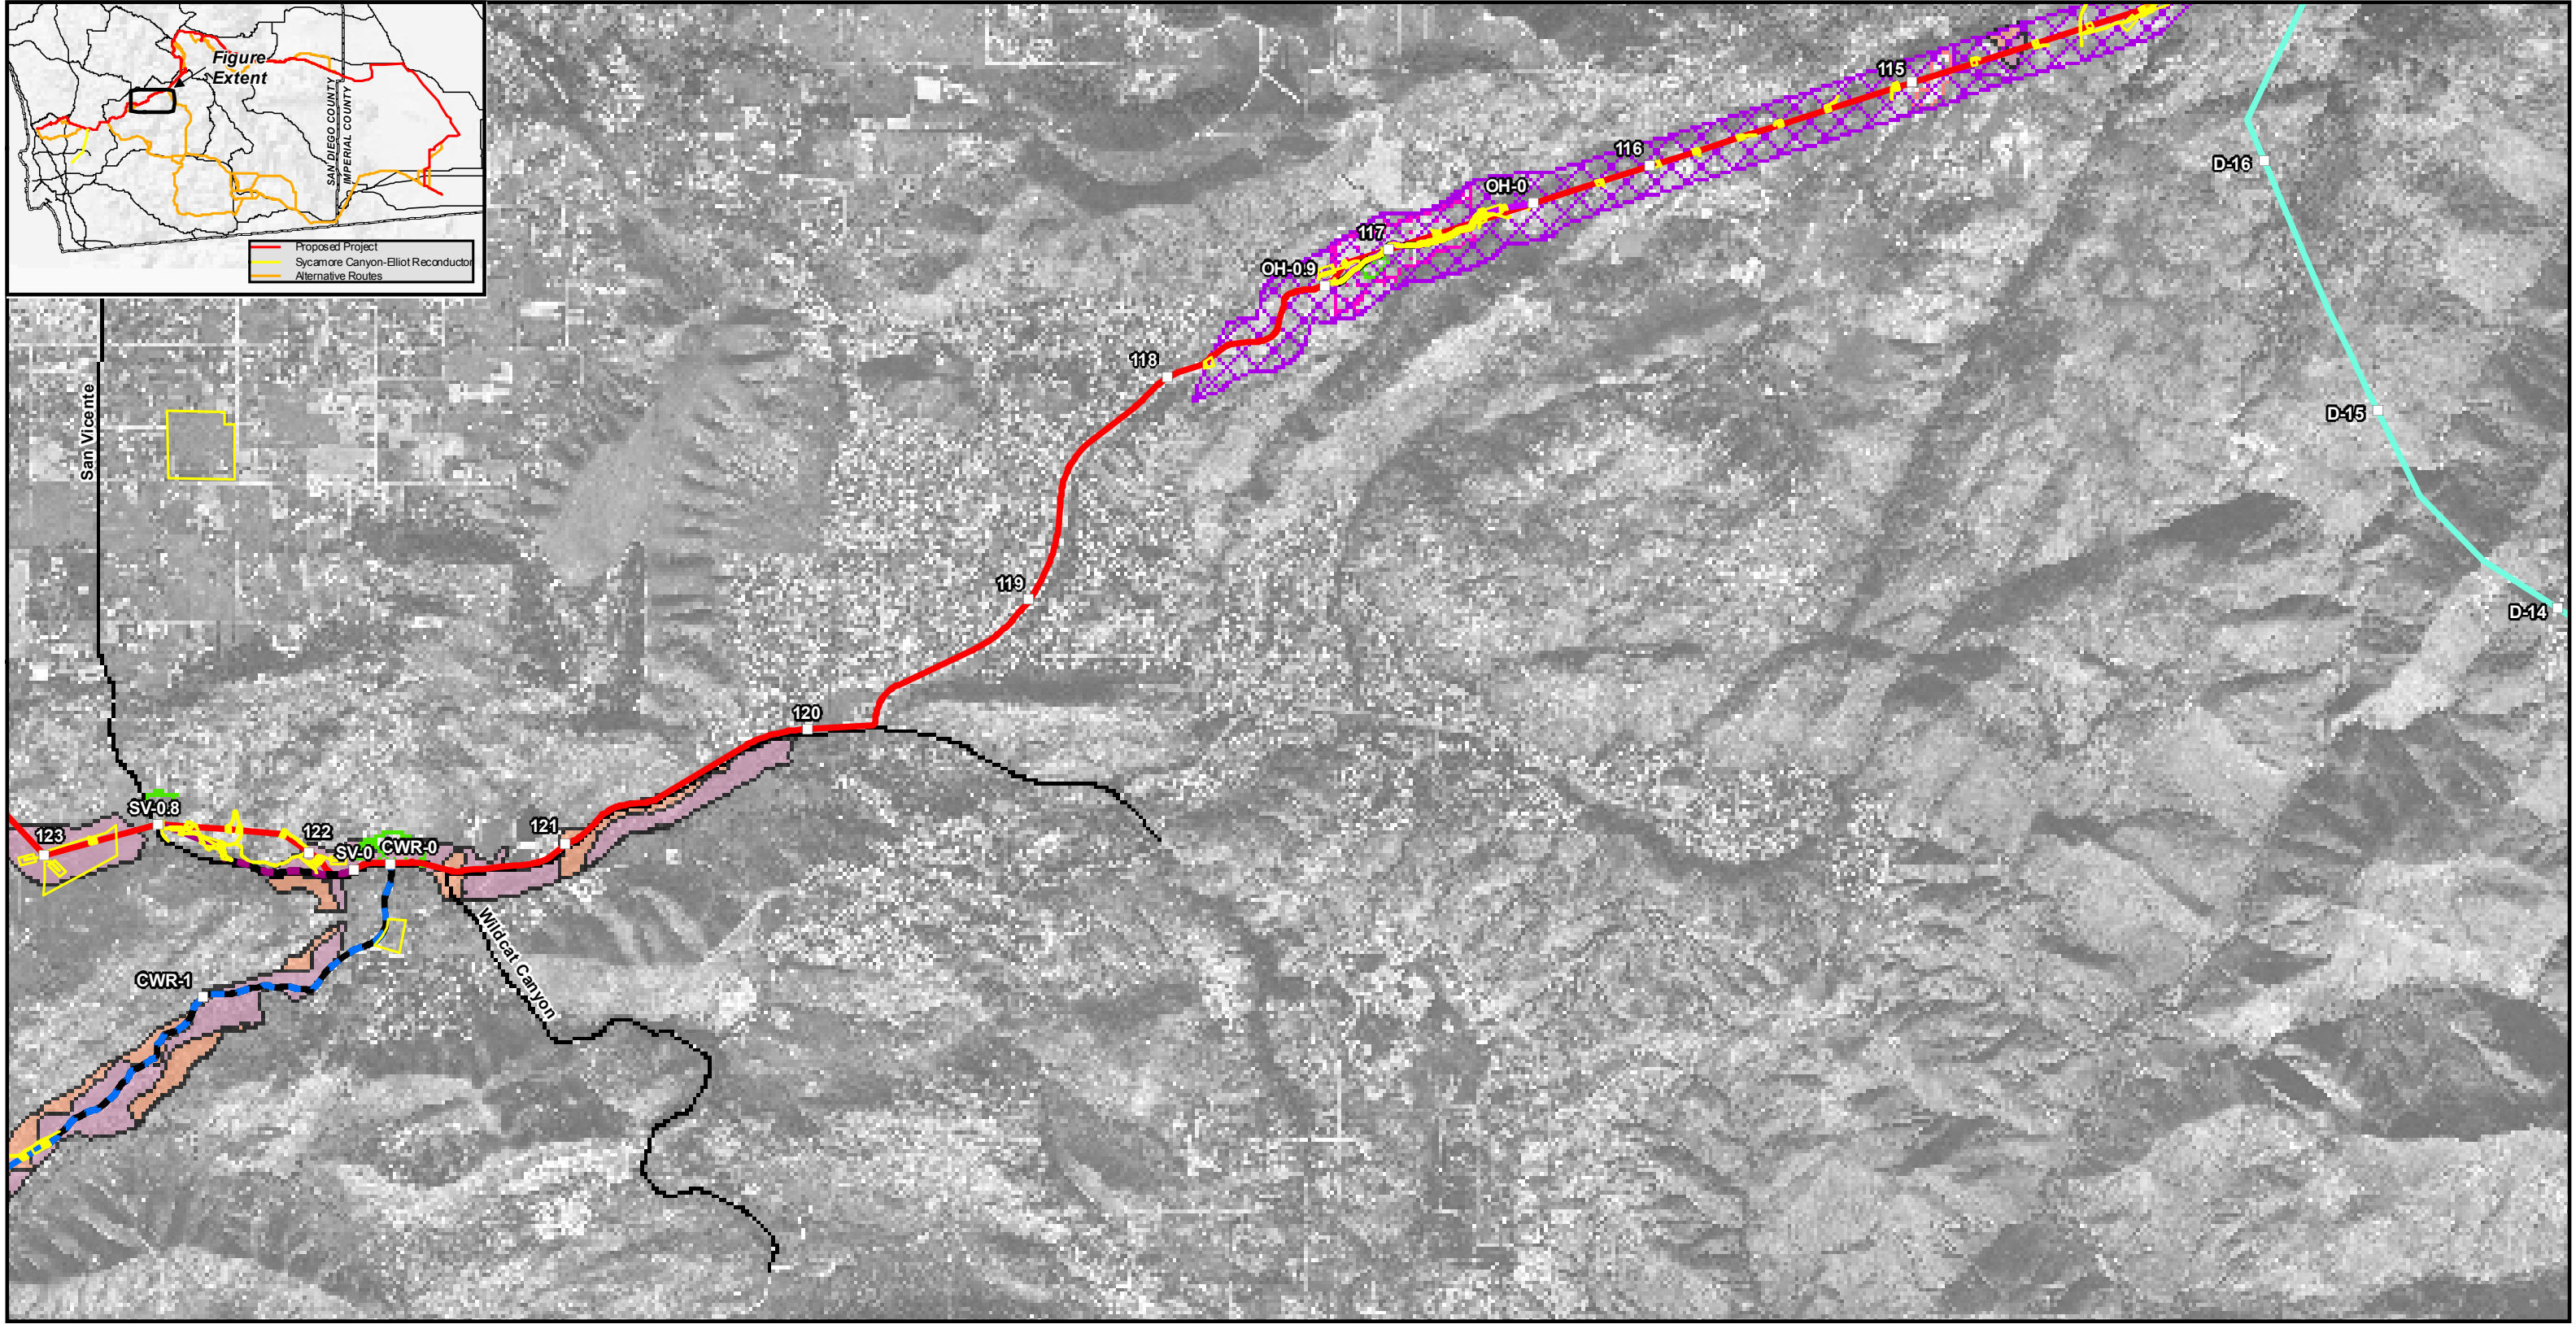 Figure
Extent
SAN DIEGO COUNTY
IMPERIAL COUNTY
Proposed Project
Sycamore Canyon-Elliot Reconductor
Alternative Routes
115
116
D-16
OH-0
117
OH-0.9
118
D-15
San Vicente
119
D-14
120
SV-0.8
123
122
121
SV-0
CWR-0
Wildcat Canyon
CWR-1